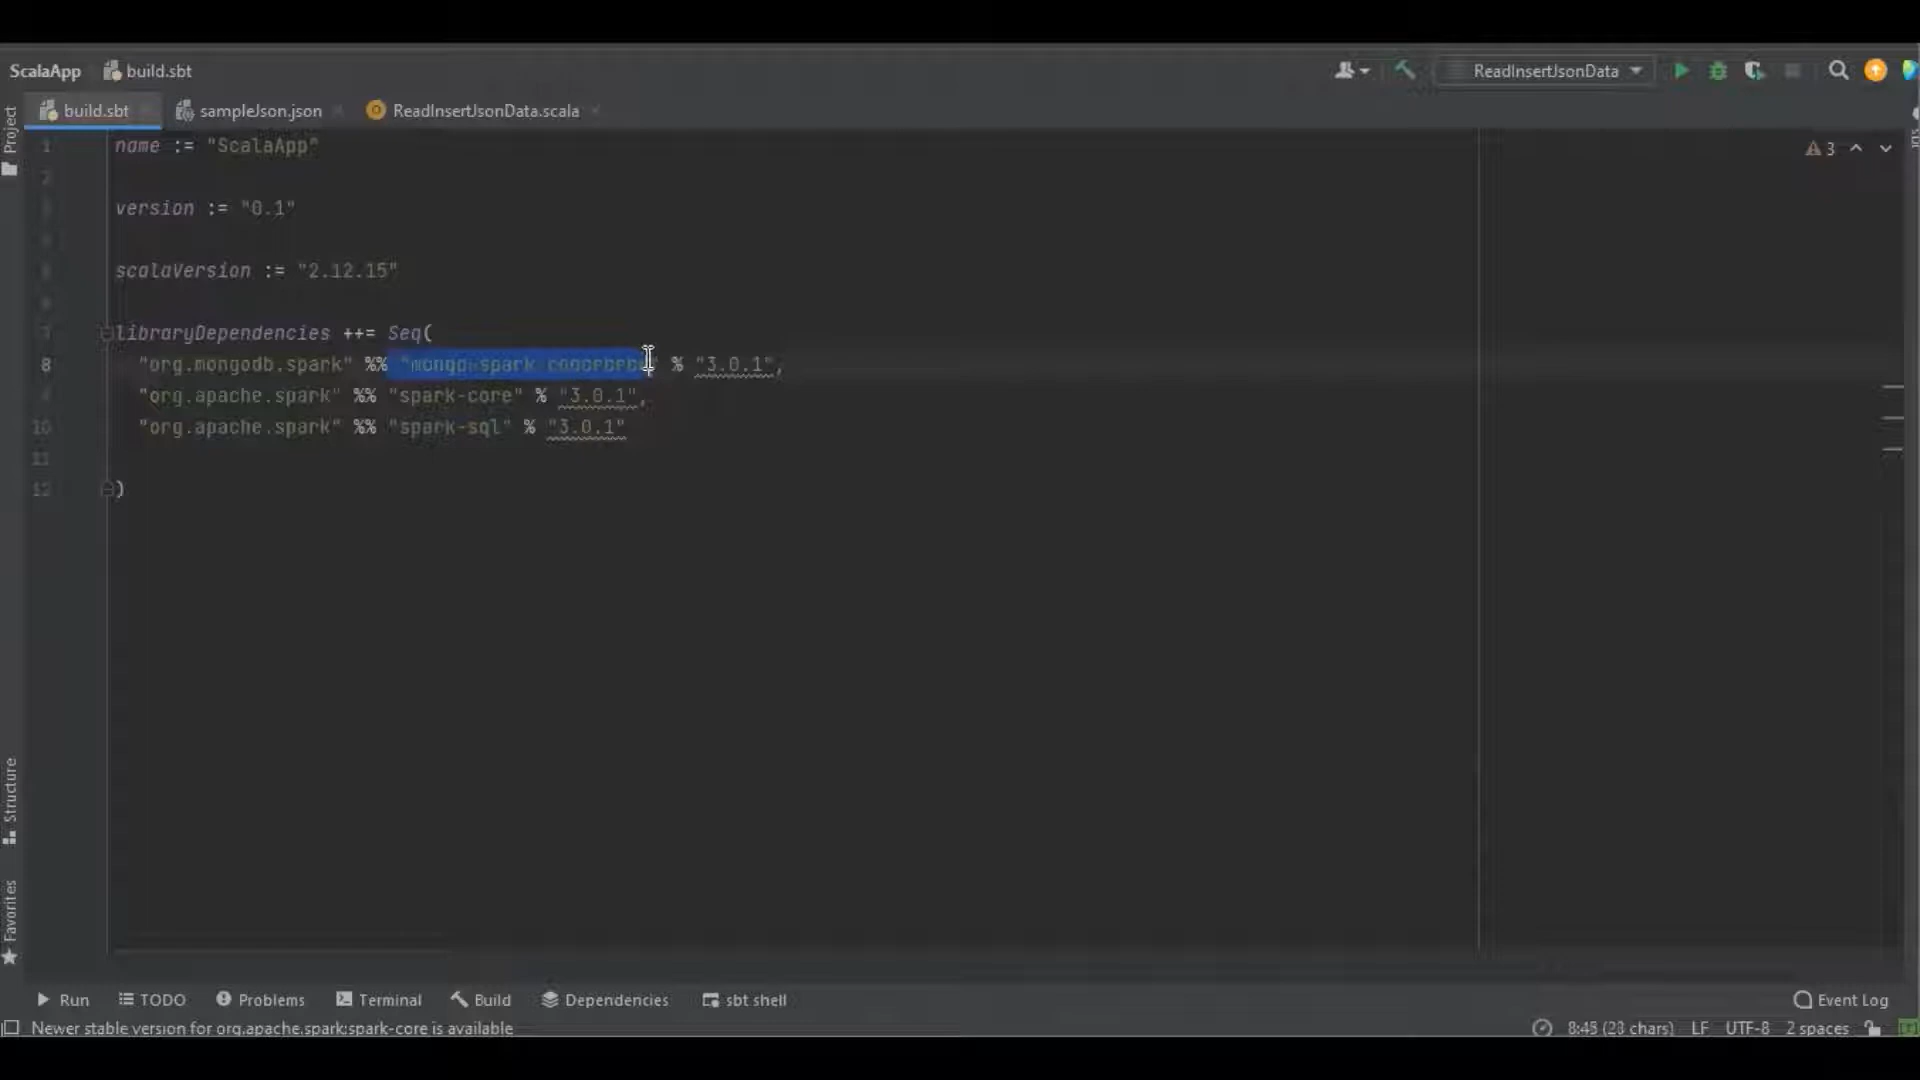 ScalaApp build.sbt ReadInsertJsonData
build.sbt sampleJson.json ReadInsertJsonData.scala
Project
1 name := "ScalaApp" 3
2
version := "0.1"
scalaVersion := "2.12.15"
7 libraryDependencies ++= Seq(
8 "org.mongodb.spark" %% "mongo-spark % "3.0.1",
"org.apache.spark" %% "spark-core" % "3.0.1",
10 "org.apache.spark" %% "spark-sql" % "3.0.1"
11
12 )
Structure
Favorites
Run TODO Problems Terminal Build Dependencies sbt shell Event Log
Newer stable version for org.apache.spark:spark-core is available 8:45 (23 chars) LF UTF-8 2 spaces